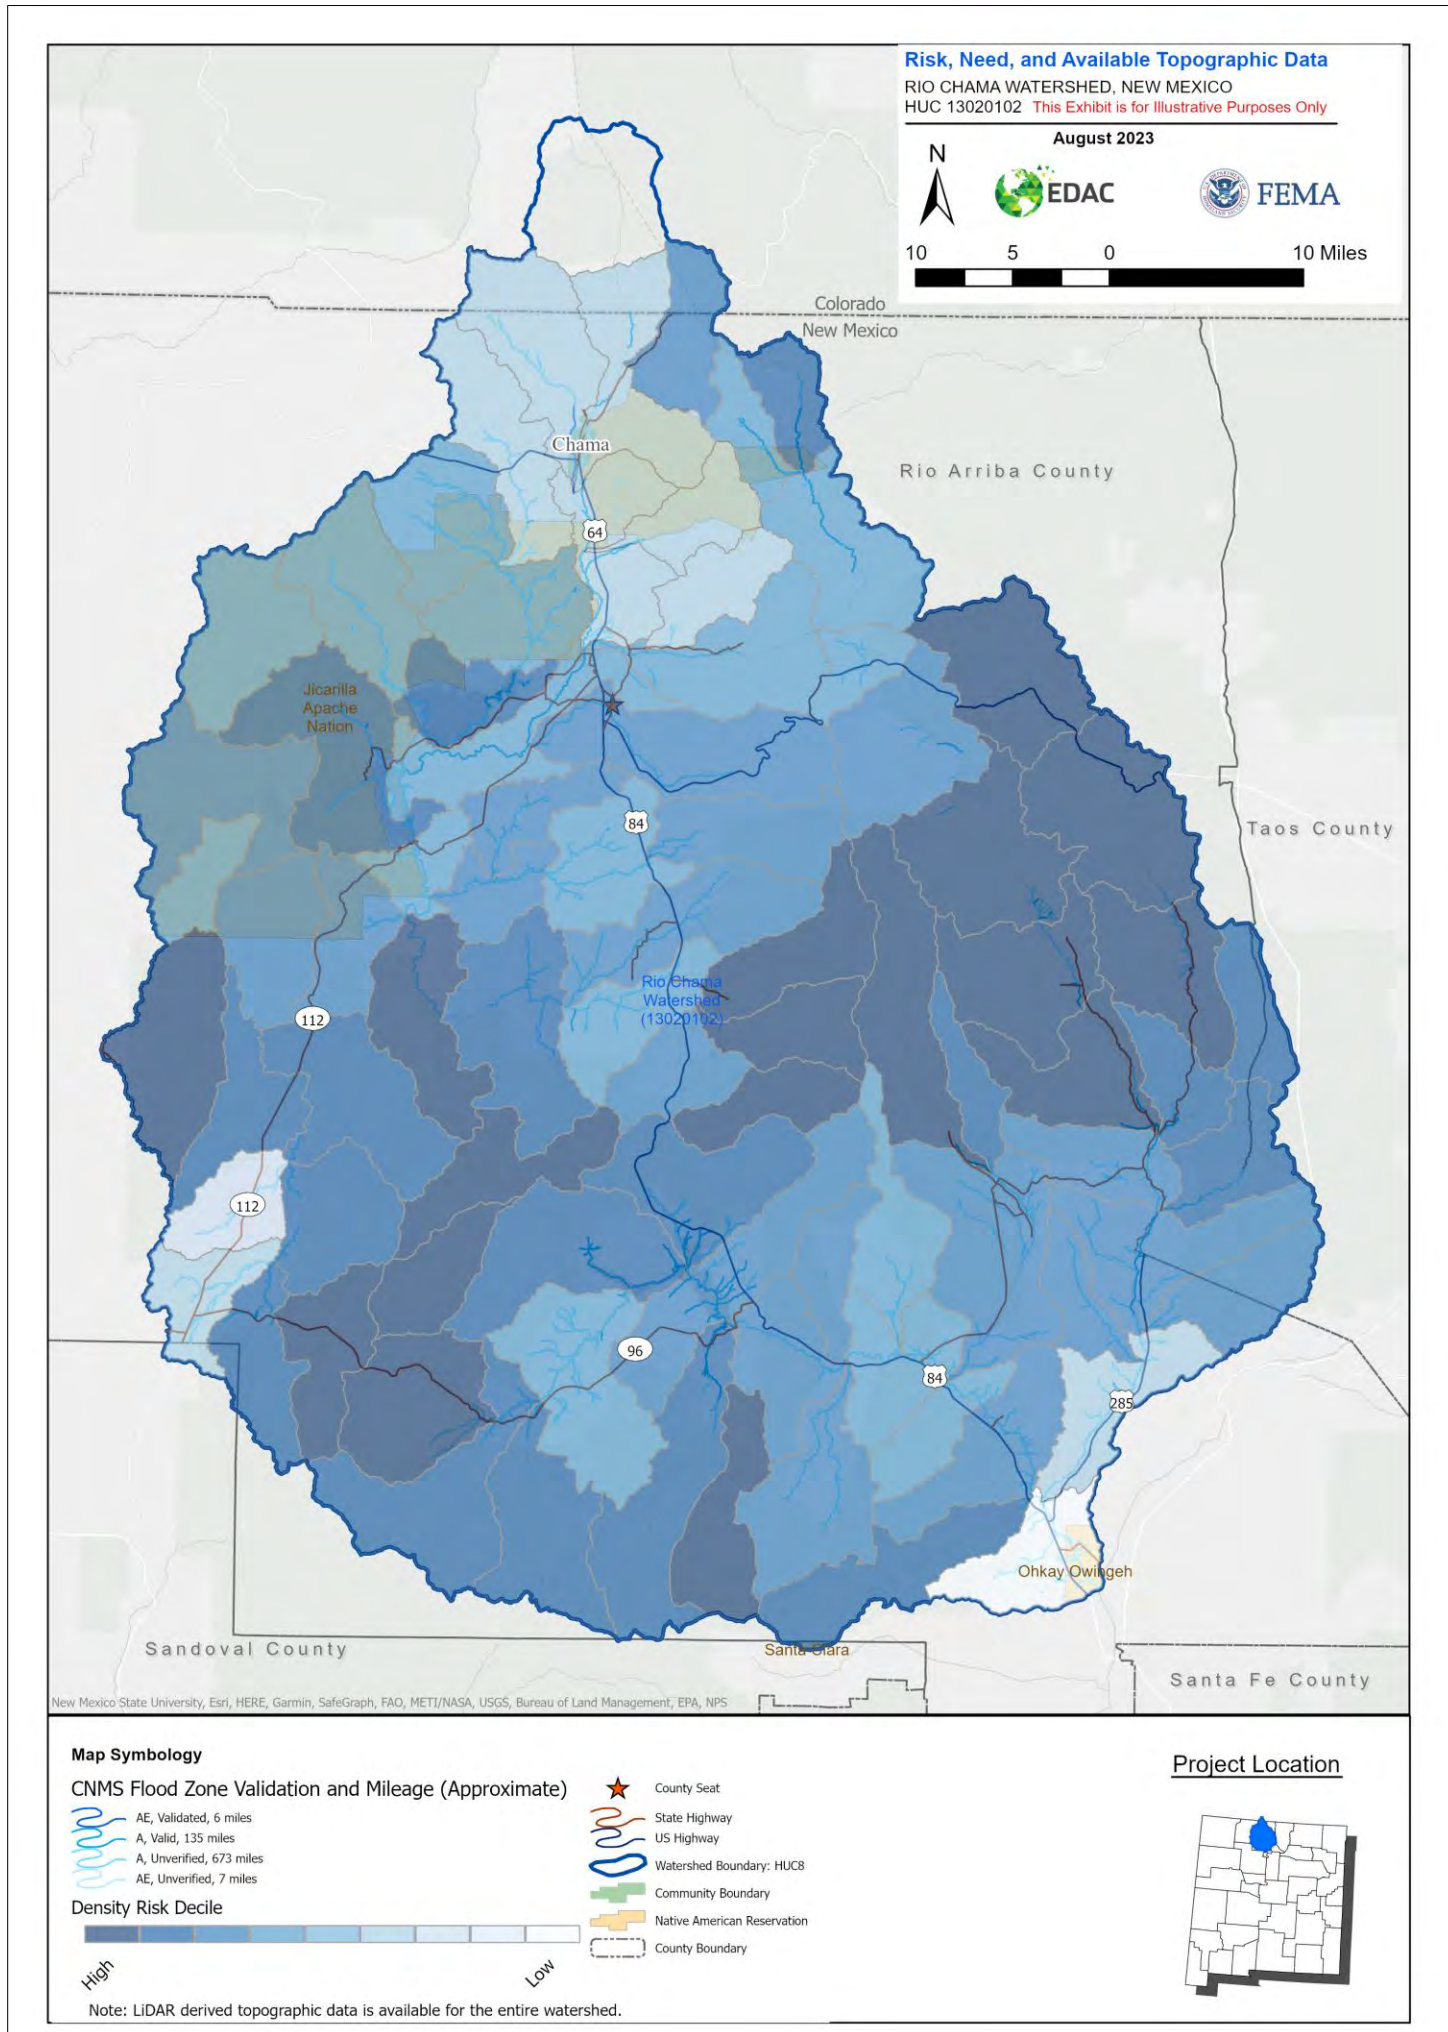 Risk, Need, and Available Topographic Data
RIO CHAMA WATERSHED, NEW MEXICO
HUC 13020102 This Exhibit is for Illustrative Purposes Only
August 2023
N
EDAC
FEMA
10 5 0 10 Miles
Colorado
New Mexico
Chama
Rio Arriba County
64
Jicarilla
Apache
Nation
84
Taos County
Rio Chama
Watershed
(13020102)
112
112
96
84
285
Ohkay Owingeh
Sandoval County
Santa Clara
Santa Fe County
New Mexico State University, Esri, HERE, Garmin, SafeGraph, FAO, METI/NASA, USGS, Bureau of Land Management, EPA, NPS
Map Symbology
CNMS Flood Zone Validation and Mileage (Approximate)
AE, Validated, 6 miles
A, Valid, 135 miles
A, Unverified, 673 miles
AE, Unverified, 7 miles
Density Risk Decile
High
Low
Note: LiDAR derived topographic data is available for the entire watershed.
County Seat
State Highway
US Highway
Watershed Boundary: HUC8
Community Boundary
Native American Reservation
County Boundary
Project Location